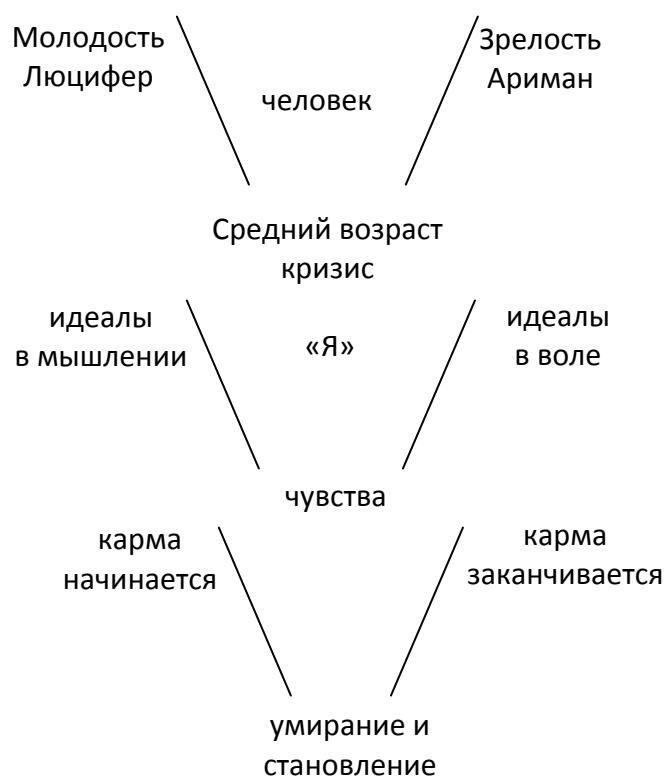 Молодость
Люцифер
человек
Зрелость
Ариман
Средний возраст
кризис
идеалы
в мышлении
«Я»
идеалы
в воле
чувства
карма
начинается
карма
заканчивается
умирание и
становление